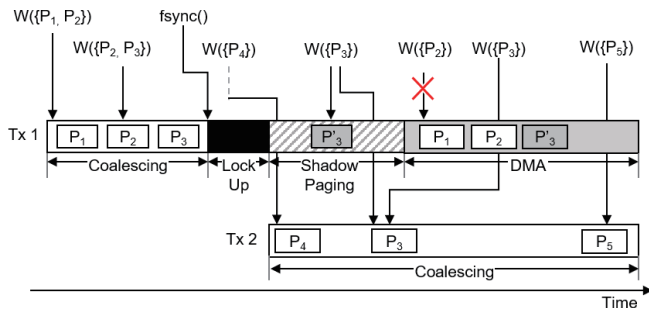 W({P1, P2})
W({P2, P3})
fsync()
W({P4})
W({P3})
W({P2})
W({P3})
W({P5})
Tx 1
P1
P2
P3
P'3
P1
P2
P'3
Coalescing
Lock
Up
Shadow
Paging
DMA
Tx 2
P4
P3
P5
Coalescing
Time